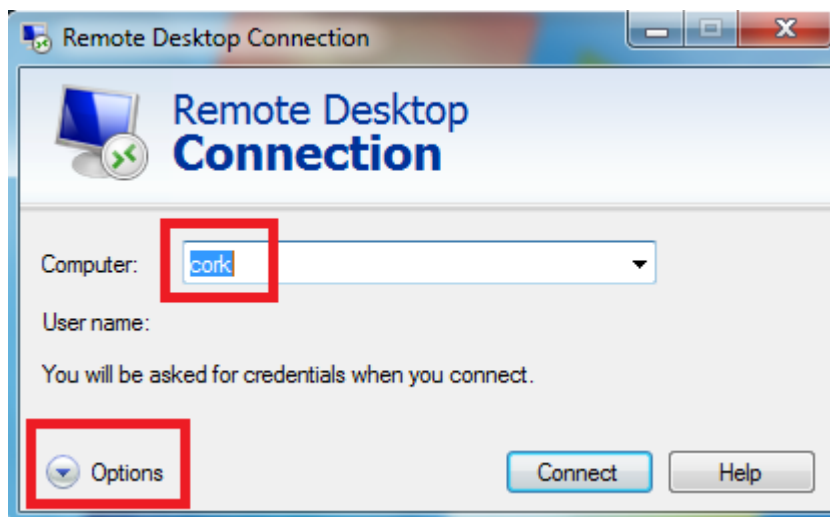 Remote Desktop Connection
Remote Desktop
Connection
Computer: cork
User name:
You will be asked for credentials when you connect.
Options Connect Help